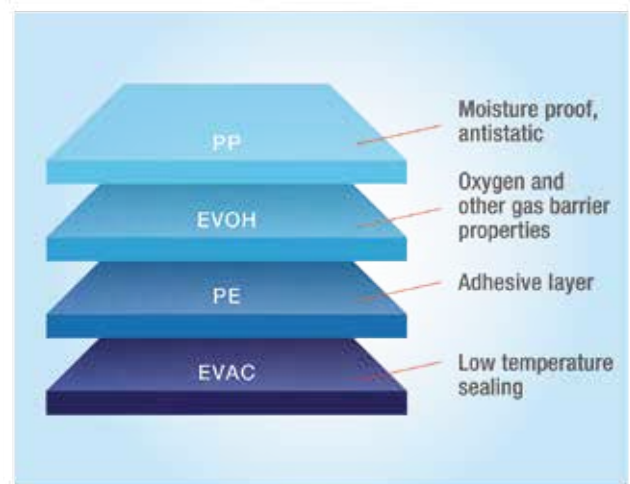 PP
Moisture proof,
antistatic
EVOH
Oxygen and
other gas barrier
properties
PE
Adhesive layer
EVAC
Low temperature
sealing